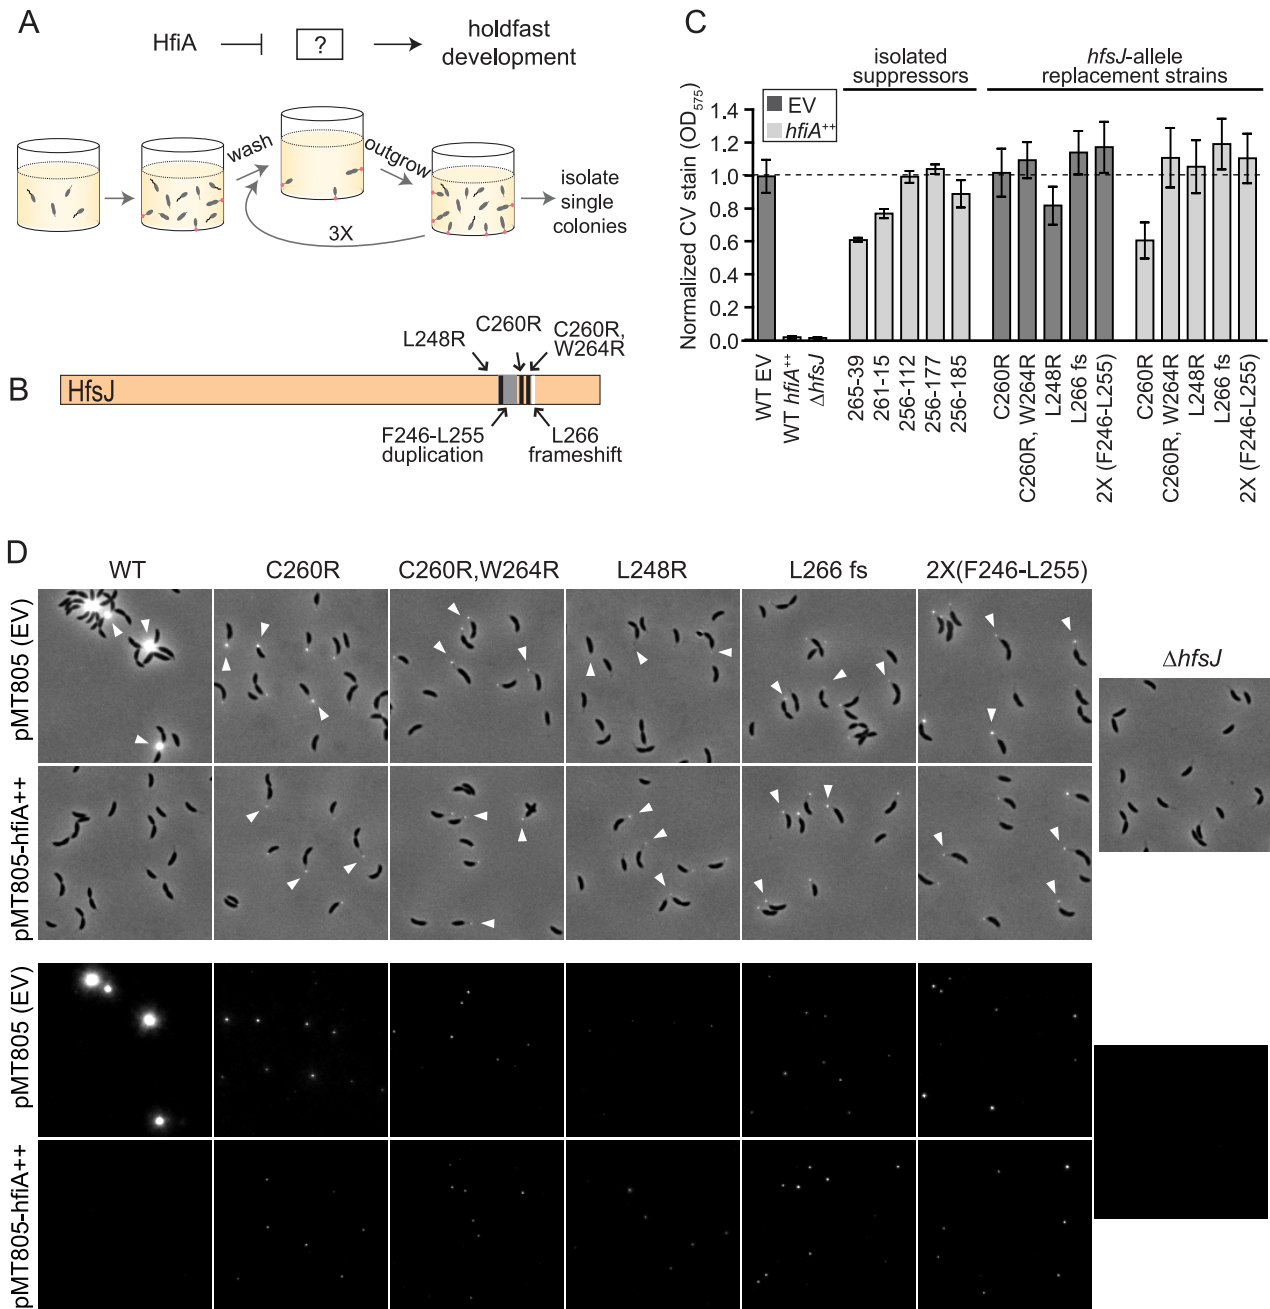 A
HfiA
?
holdfast
development
wash
outgrow
3X
isolate
single
colonies
B
HfsJ
L248R
C260R
C260R,
W264R
F246-L255
duplication
L266
frameshift
C
isolated
suppressors
hfsJ-allele
replacement strains
EV
hfiA++
Normalized CV stain (OD575)
1.4
1.2
1.0
0.8
0.6
0.4
0.2
0.0
WT EV
WT hfiA++
ΔhfsJ
265-39
261-15
256-112
256-177
256-185
C260R
C260R, W264R
L248R
L266 fs
2X (F246-L255)
C260R
C260R, W264R
L248R
L266 fs
2X (F246-L255)
D
WT
C260R
C260R,W264R
L248R
L266 fs
2X(F246-L255)
ΔhfsJ
pMT805 (EV)
pMT805-hfiA++
pMT805 (EV)
pMT805-hfiA++